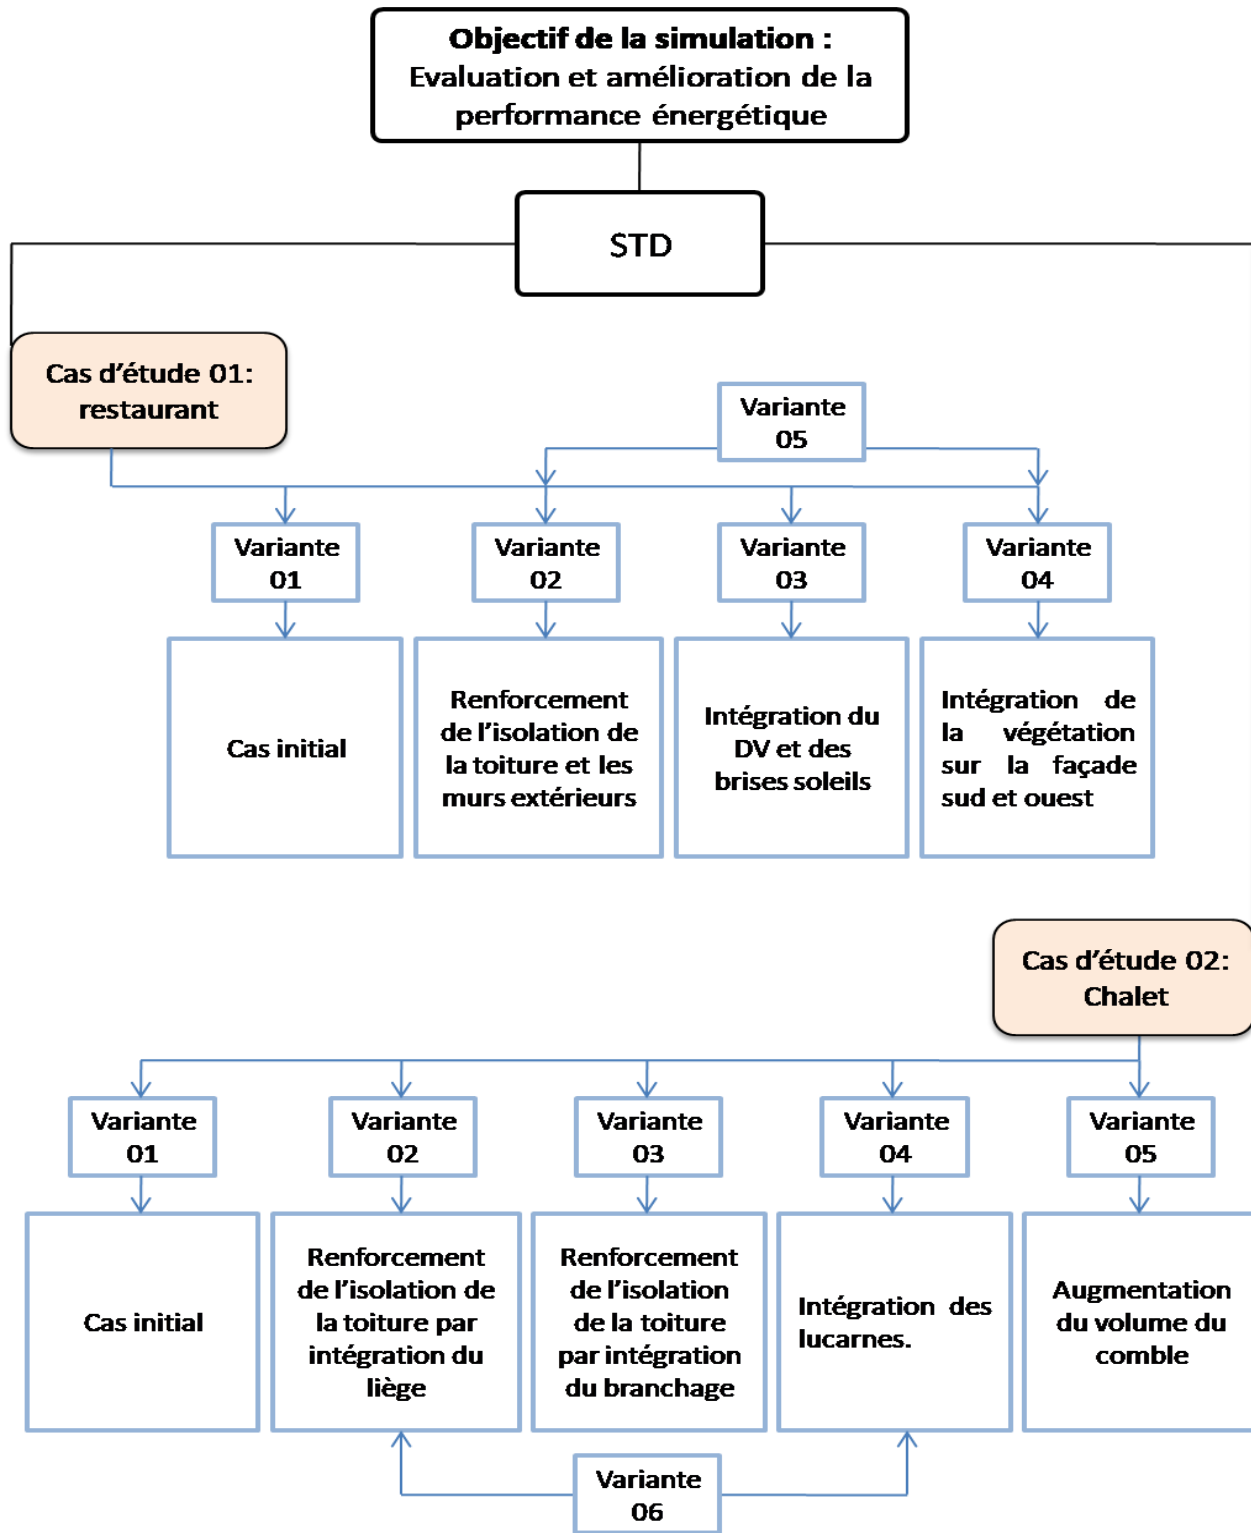 Objectif de la simulation :
Evaluation et amélioration de la
performance énergétique
STD
Cas d'étude 01:
restaurant
Variante
05
Variante
01
Variante
02
Variante
03
Variante
04
Cas initial
Renforcement
de l'isolation de
la toiture et les
murs extérieurs
Intégration du
DV et des
brises soleils
Intégration de
la végétation
sur la façade
sud et ouest
Cas d'étude 02:
Chalet
Variante
01
Variante
02
Variante
03
Variante
04
Variante
05
Cas initial
Renforcement
de l'isolation de
la toiture par
intégration du
liège
Renforcement
de l'isolation
de la toiture
par intégration
du branchage
Intégration des
lucarnes.
Augmentation
du volume du
comble
Variante
06